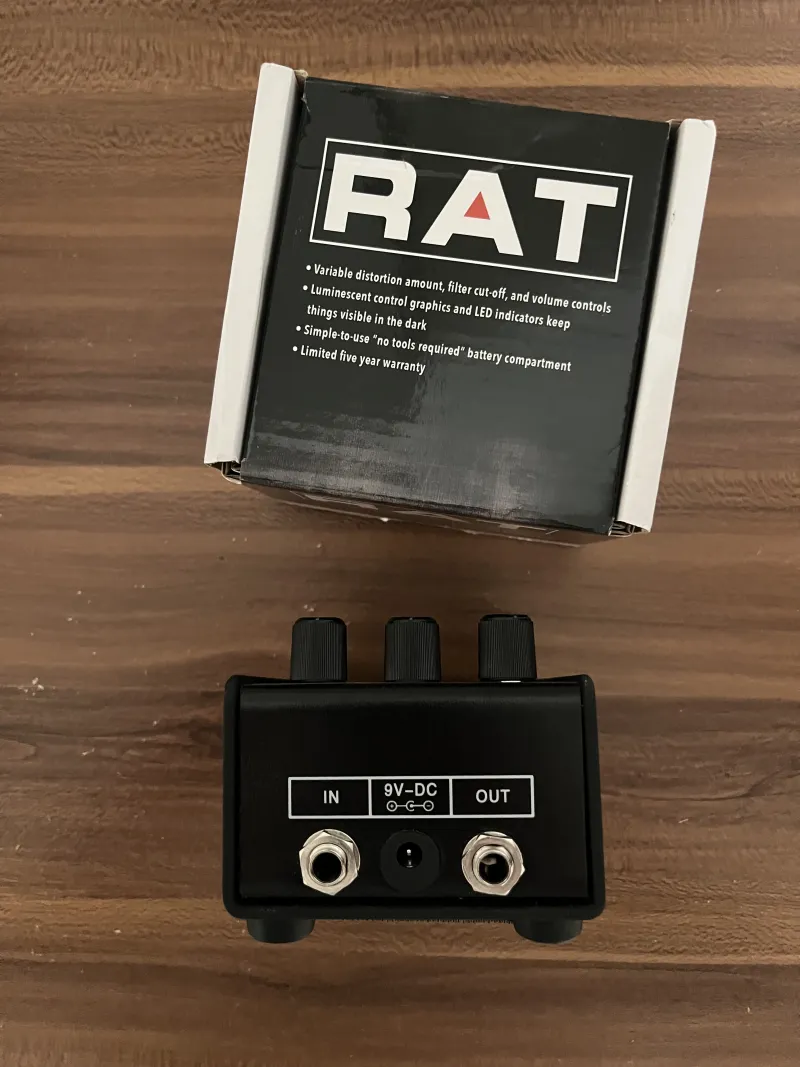 RAT
• Variable distortion amount, filter cut-off, and volume controls
• Luminescent control graphics and LED indicators keep
things visible in the dark
• Simple-to-use "no tools required" battery compartment
• Limited five year warranty
IN
9V-DC
OUT